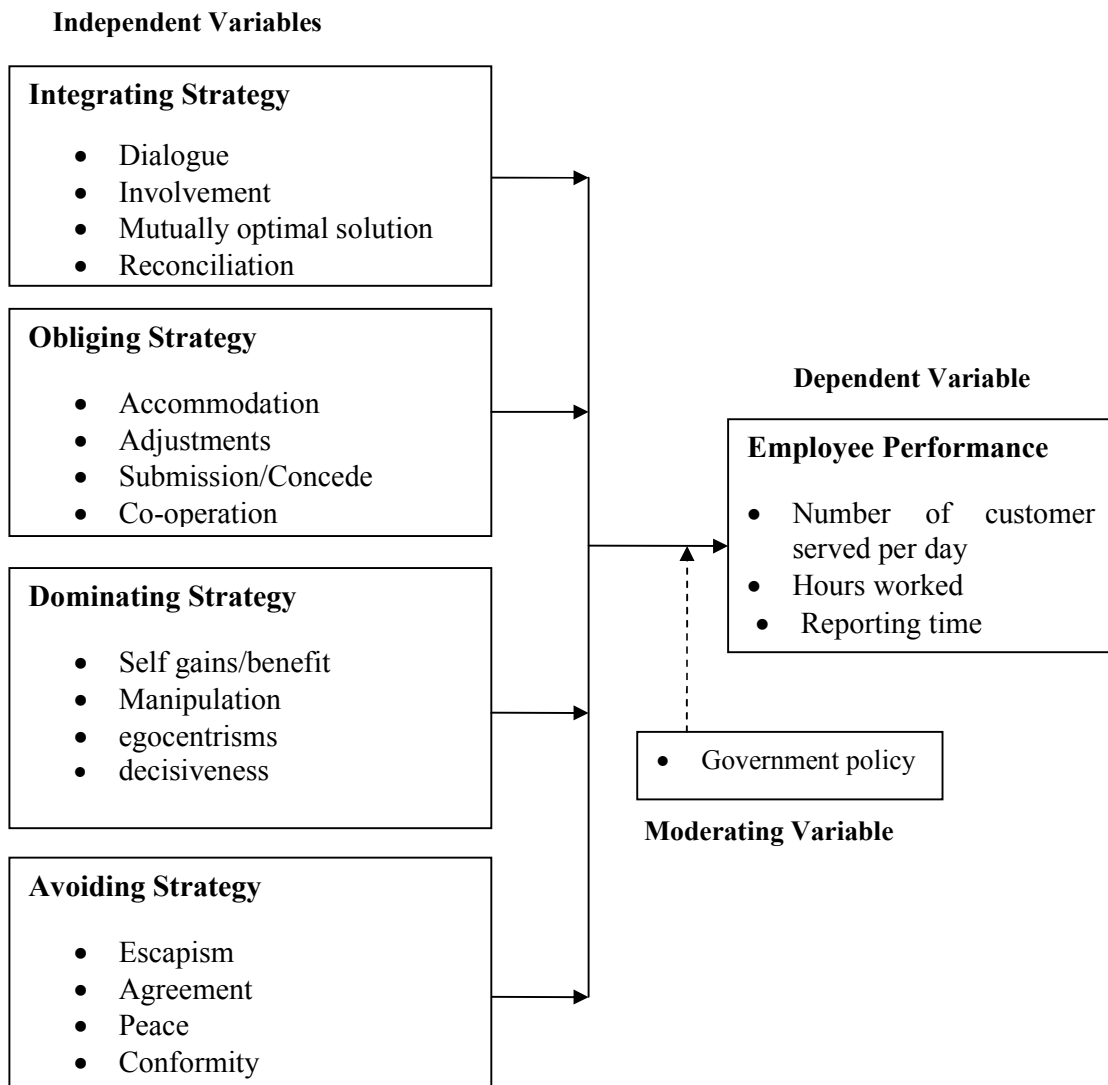 Independent Variables
Integrating Strategy
• Dialogue
• Involvement
• Mutually optimal solution
• Reconciliation
Obliging Strategy
• Accommodation
• Adjustments
• Submission/Concede
• Co-operation
Dominating Strategy
• Self gains/benefit
• Manipulation
• egocentrisms
• decisiveness
Avoiding Strategy
• Escapism
• Agreement
• Peace
• Conformity
Dependent Variable
Employee Performance
• Number of customer
served per day
• Hours worked
• Reporting time
• Government policy
Moderating Variable